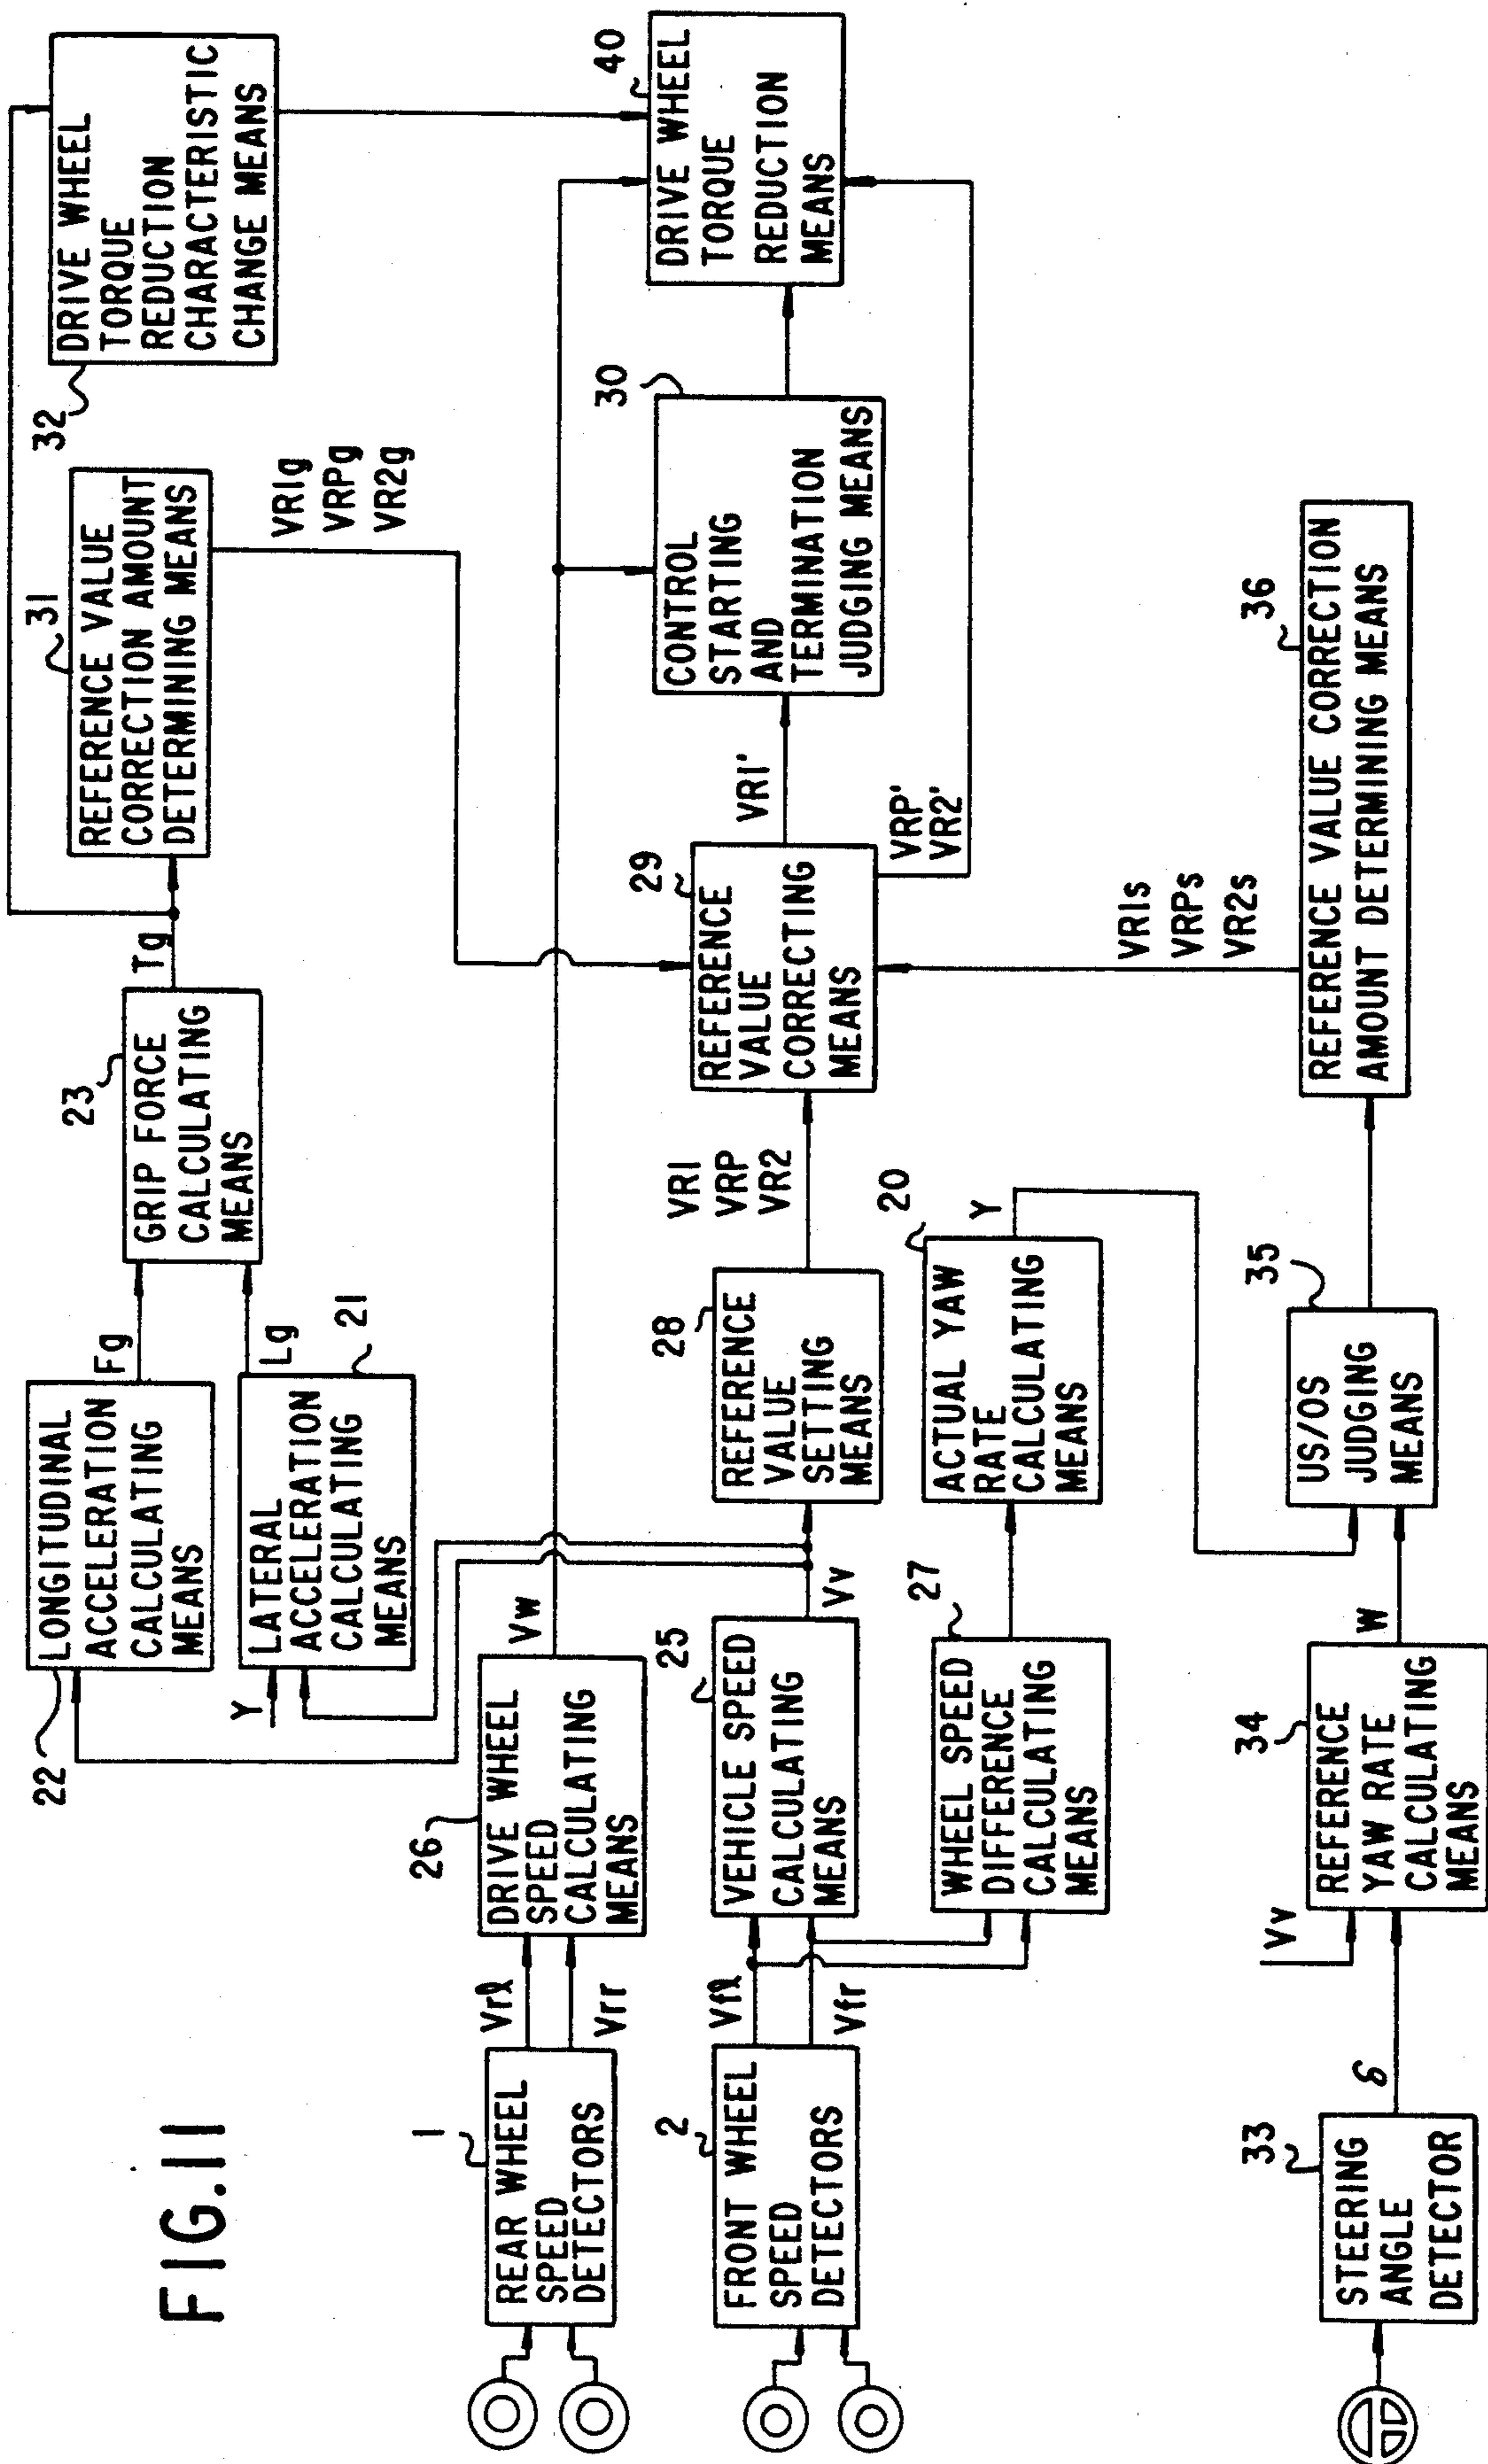 FIG.11
22
LONGITUDINAL
ACCELERATION
CALCULATING
MEANS
Fg
Y
LATERAL
ACCELERATION
CALCULATING
MEANS
21
Lg
23
GRIP FORCE
CALCULATING
MEANS
Tg
31
REFERENCE VALUE
CORRECTION AMOUNT
DETERMINING MEANS
VR1g
VRPg
VR2g
32
DRIVE WHEEL
TORQUE
REDUCTION
CHARACTERISTIC
CHANGE MEANS
1
REAR WHEEL
SPEED
DETECTORS
Vrℓ
Vrr
26
DRIVE WHEEL
SPEED
CALCULATING
MEANS
Vw
2
FRONT WHEEL
SPEED
DETECTORS
Vfℓ
Vfr
25
VEHICLE SPEED
CALCULATING
MEANS
Vv
28
REFERENCE
VALUE
SETTING
MEANS
VR1
VRP
VR2
29
REFERENCE
VALUE
CORRECTING
MEANS
VR1'
VRP'
VR2'
30
CONTROL
STARTING
AND
TERMINATION
JUDGING MEANS
40
DRIVE WHEEL
TORQUE
REDUCTION
MEANS
27
WHEEL SPEED
DIFFERENCE
CALCULATING
MEANS
20
ACTUAL YAW
RATE
CALCULATING
MEANS
Y
33
STEERING
ANGLE
DETECTOR
δ
Vv
34
REFERENCE
YAW RATE
CALCULATING
MEANS
W
35
US/OS
JUDGING
MEANS
36
REFERENCE VALUE CORRECTION
AMOUNT DETERMINING MEANS
VR1s
VRPs
VR2s